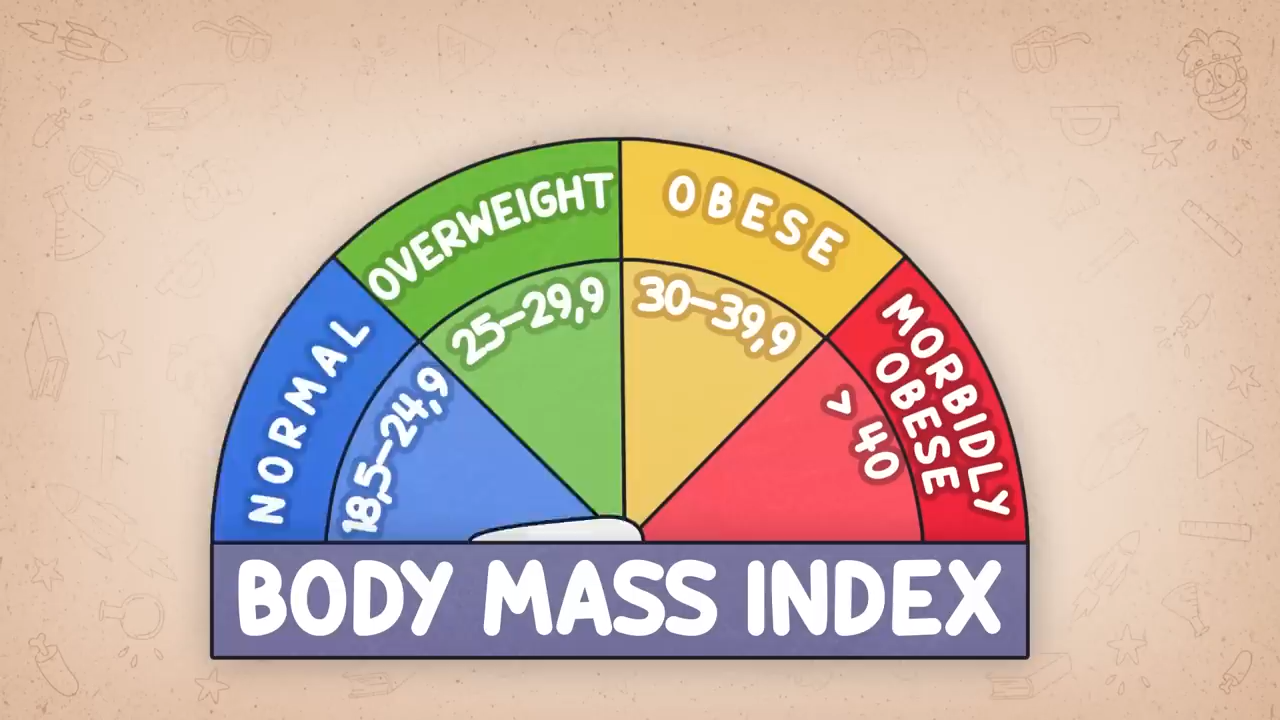 NORMAL
18,5–24,9
OVERWEIGHT
25–29,9
OBESE
30–39,9
MORBIDLY
OBESE
> 40
BODY MASS INDEX